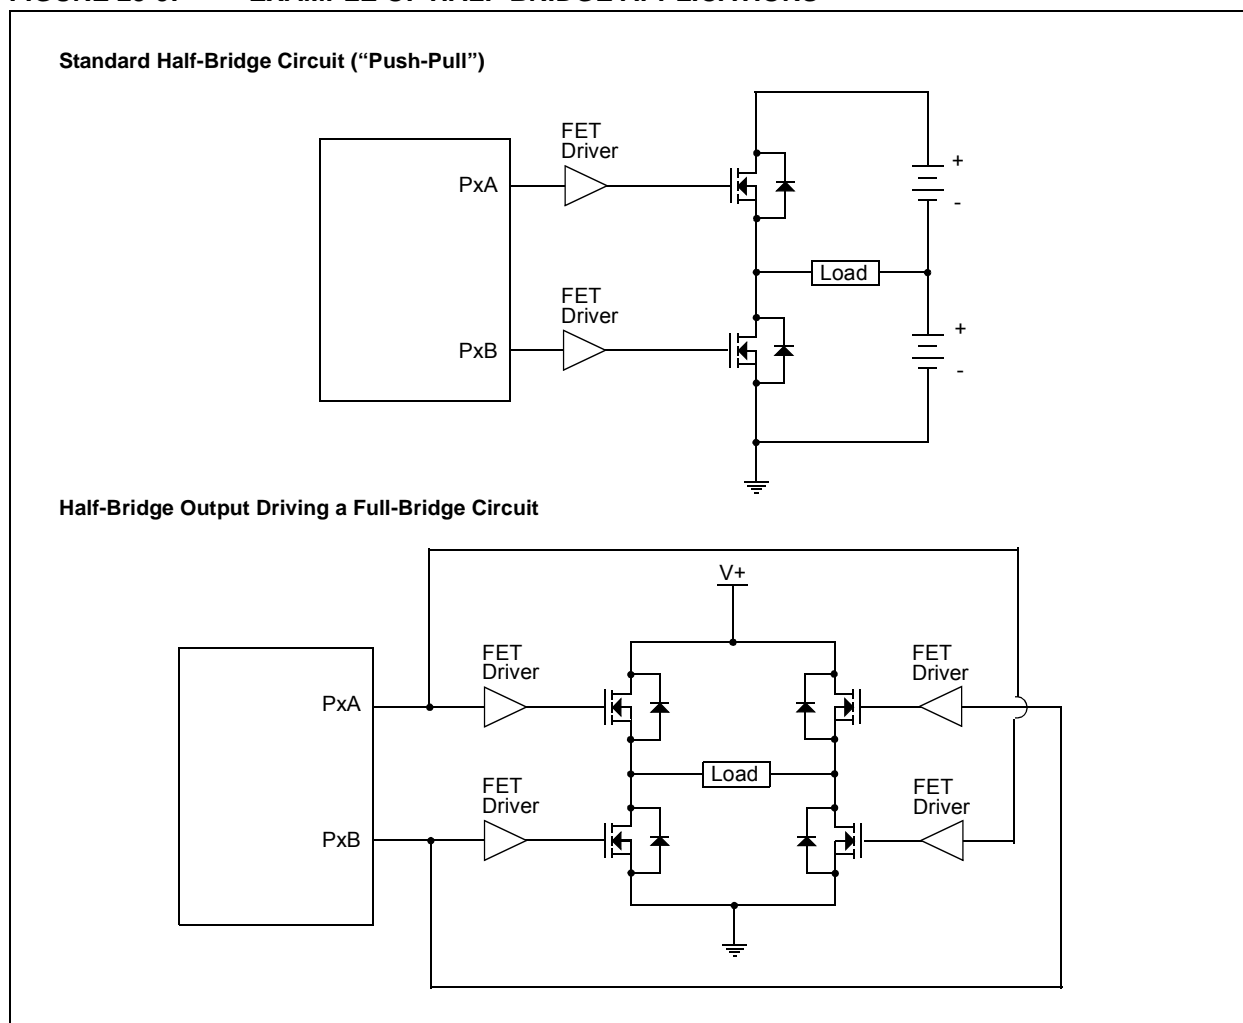 Standard Half-Bridge Circuit (“Push-Pull”)
FET
Driver
PxA
+
-
Load
FET
Driver
PxB
+
-
Half-Bridge Output Driving a Full-Bridge Circuit
V+
FET
Driver
FET
Driver
PxA
Load
FET
Driver
FET
Driver
PxB